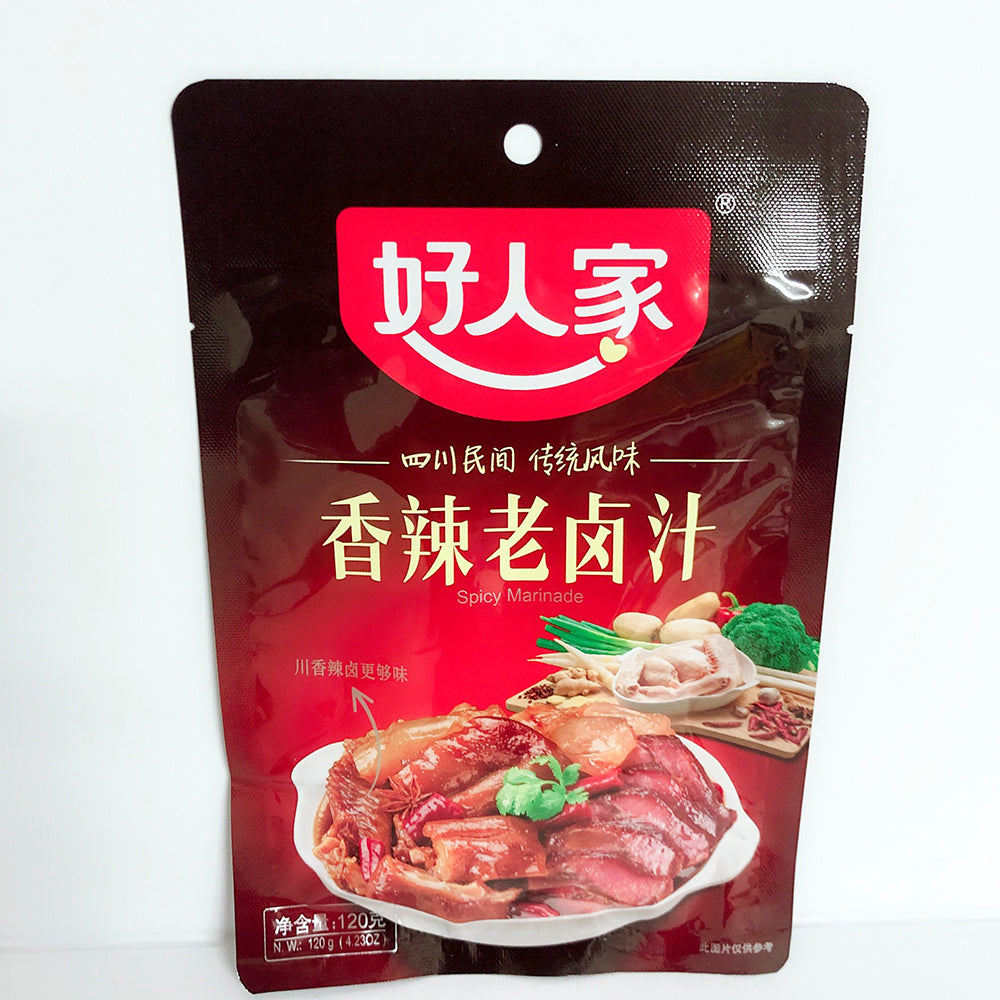 好人家
®
四川民间 传统风味
香辣老卤汁
Spicy Marinade
川香辣卤更够味
净含量:120克
N.W.: 120g (4.23OZ)
此图片仅供参考